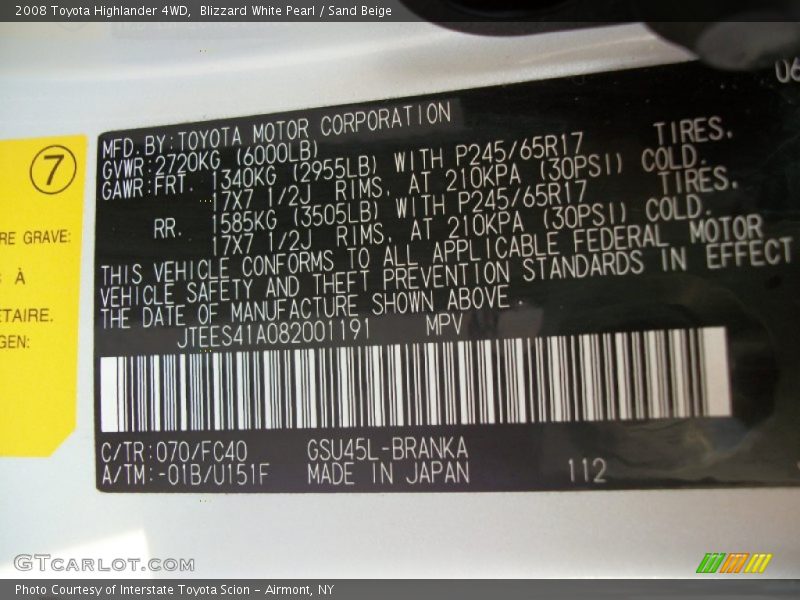 2008 Toyota Highlander 4WD, Blizzard White Pearl / Sand Beige
06
7
RE GRAVE:
À
ÉTAIRE.
GEN:
MFD. BY: TOYOTA MOTOR CORPORATION
GVWR: 2720KG (6000LB)
GAWR: FRT. 1340KG (2955LB) WITH P245/65R17 TIRES.
17X7 1/2J RIMS. AT 210KPA (30PSI) COLD.
RR. 1585KG (3505LB) WITH P245/65R17 TIRES.
17X7 1/2J RIMS. AT 210KPA (30PSI) COLD.
THIS VEHICLE CONFORMS TO ALL APPLICABLE FEDERAL MOTOR
VEHICLE SAFETY AND THEFT PREVENTION STANDARDS IN EFFECT
THE DATE OF MANUFACTURE SHOWN ABOVE.
JTEES41A082001191 MPV
C/TR: 070/FC40 GSU45L-BRANKA
A/TM: -01B/U151F MADE IN JAPAN 112
GTCARLOT.COM
Photo Courtesy of Interstate Toyota Scion - Airmont, NY